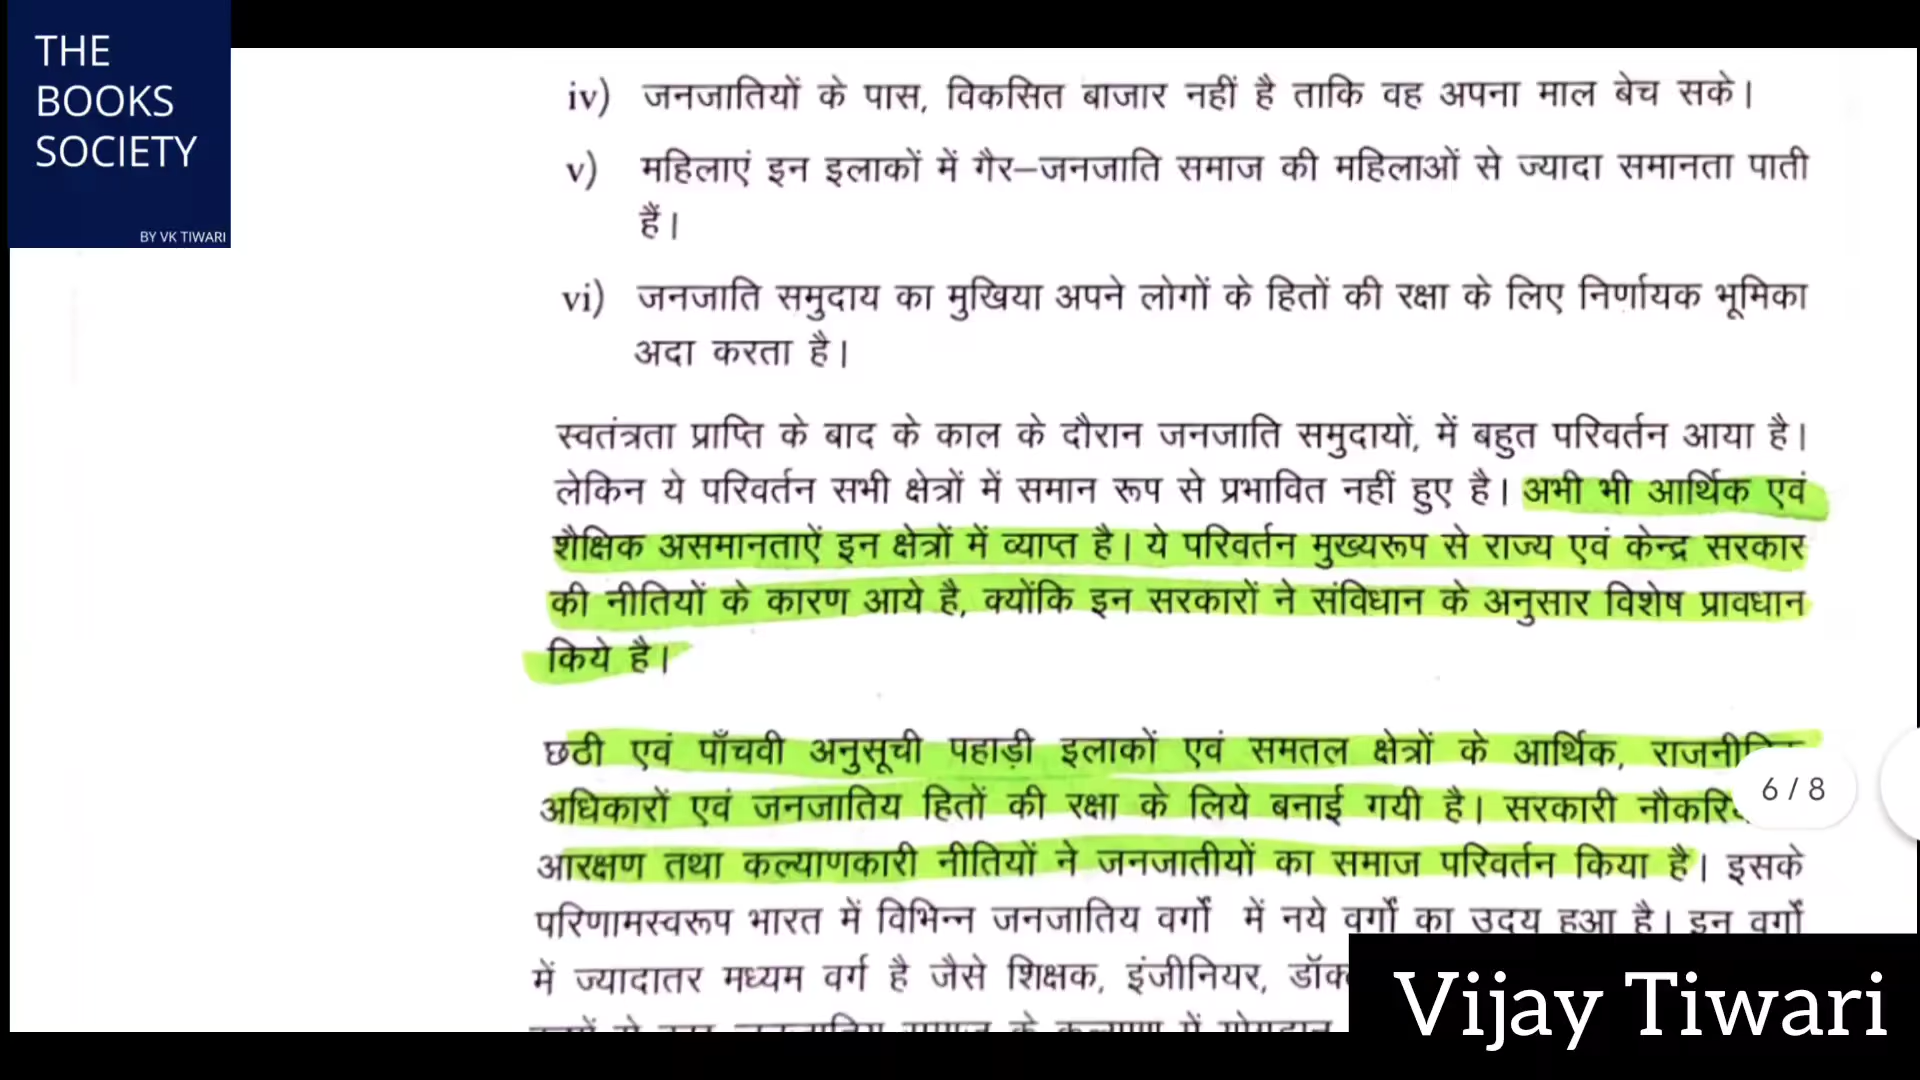 THE
BOOKS
SOCIETY
BY VK TIWARI
iv) जनजातियों के पास, विकसित बाजार नहीं है ताकि वह अपना माल बेच सके।
v) महिलाएं इन इलाकों में गैर–जनजाति समाज की महिलाओं से ज्यादा समानता पाती
हैं।
vi) जनजाति समुदाय का मुखिया अपने लोगों के हितों की रक्षा के लिए निर्णायक भूमिका
अदा करता है।
स्वतंत्रता प्राप्ति के बाद के काल के दौरान जनजाति समुदायों, में बहुत परिवर्तन आया है।
लेकिन ये परिवर्तन सभी क्षेत्रों में समान रूप से प्रभावित नहीं हुए है। अभी भी आर्थिक एवं
शैक्षिक असमानताऐं इन क्षेत्रों में व्याप्त है। ये परिवर्तन मुख्यरूप से राज्य एवं केन्द्र सरकार
की नीतियों के कारण आये है, क्योंकि इन सरकारों ने संविधान के अनुसार विशेष प्रावधान
किये है।
छठी एवं पाँचवी अनुसूची पहाड़ी इलाकों एवं समतल क्षेत्रों के आर्थिक,
6 / 8
अधिकारों एवं जनजातिय हितों की रक्षा के लिये बनाई गयी है। सरकारी
आरक्षण तथा कल्याणकारी नीतियों ने जनजातीयों का समाज परिवर्तन किया है। इसके
परिणामस्वरूप भारत में विभिन्न जनजातिय वर्गों में नये वर्गों का उदय हुआ है। इन वर्गों
में ज्यादातर मध्यम वर्ग है जैसे शिक्षक, इंजीनियर,
Vijay Tiwari